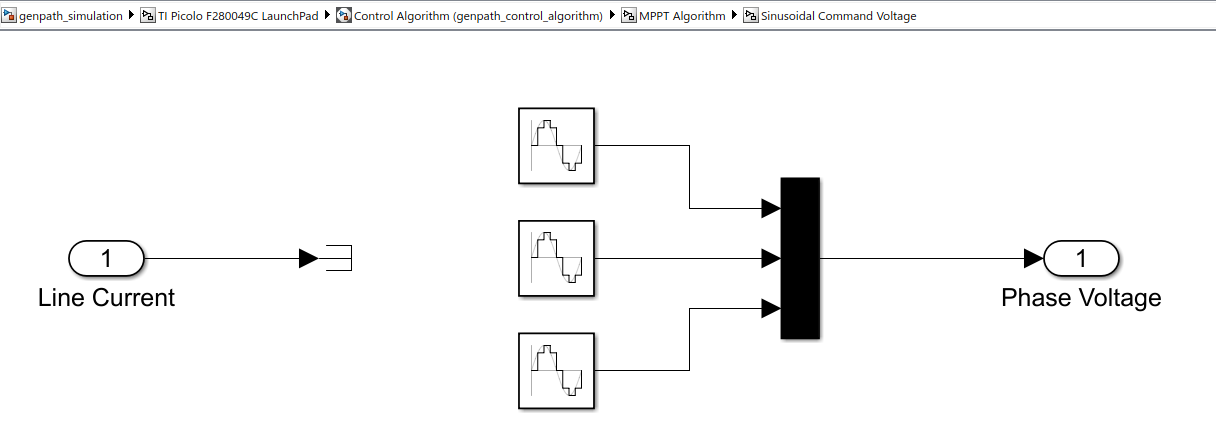 genpath_simulation TI Picolo F280049C LaunchPad Control Algorithm (genpath_control_algorithm) MPPT Algorithm Sinusoidal Command Voltage
1
Line Current
1
Phase Voltage